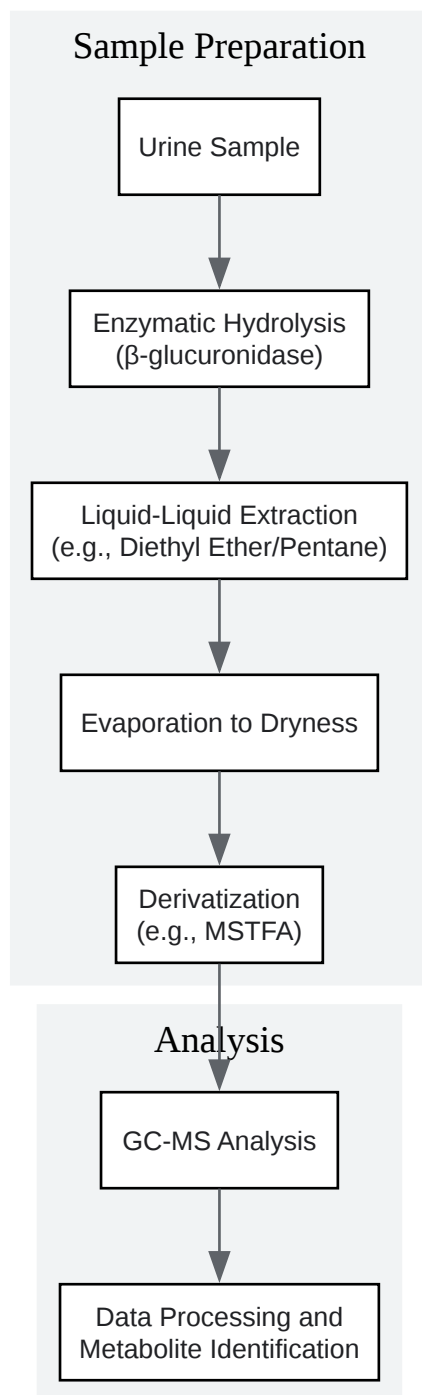 Sample Preparation
Urine Sample
Enzymatic Hydrolysis
(β-glucuronidase)
Liquid-Liquid Extraction
(e.g., Diethyl Ether/Pentane)
Evaporation to Dryness
Derivatization
(e.g., MSTFA)
Analysis
GC-MS Analysis
Data Processing and
Metabolite Identification